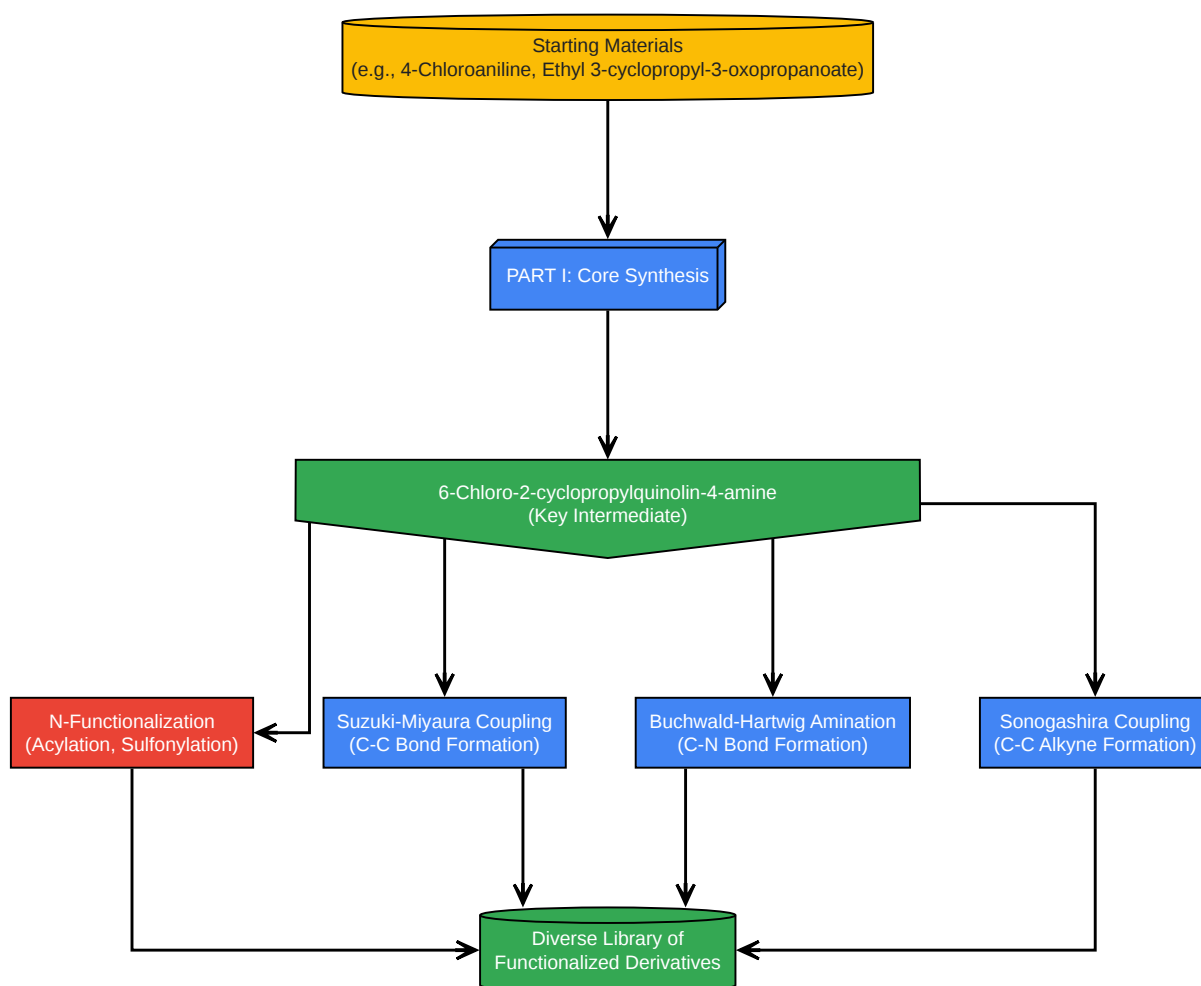 Starting Materials
(e.g., 4-Chloroaniline, Ethyl 3-cyclopropyl-3-oxopropanoate)
PART I: Core Synthesis
6-Chloro-2-cyclopropylquinolin-4-amine
(Key Intermediate)
N-Functionalization
(Acylation, Sulfonylation)
Suzuki-Miyaura Coupling
(C-C Bond Formation)
Buchwald-Hartwig Amination
(C-N Bond Formation)
Sonogashira Coupling
(C-C Alkyne Formation)
Diverse Library of
Functionalized Derivatives